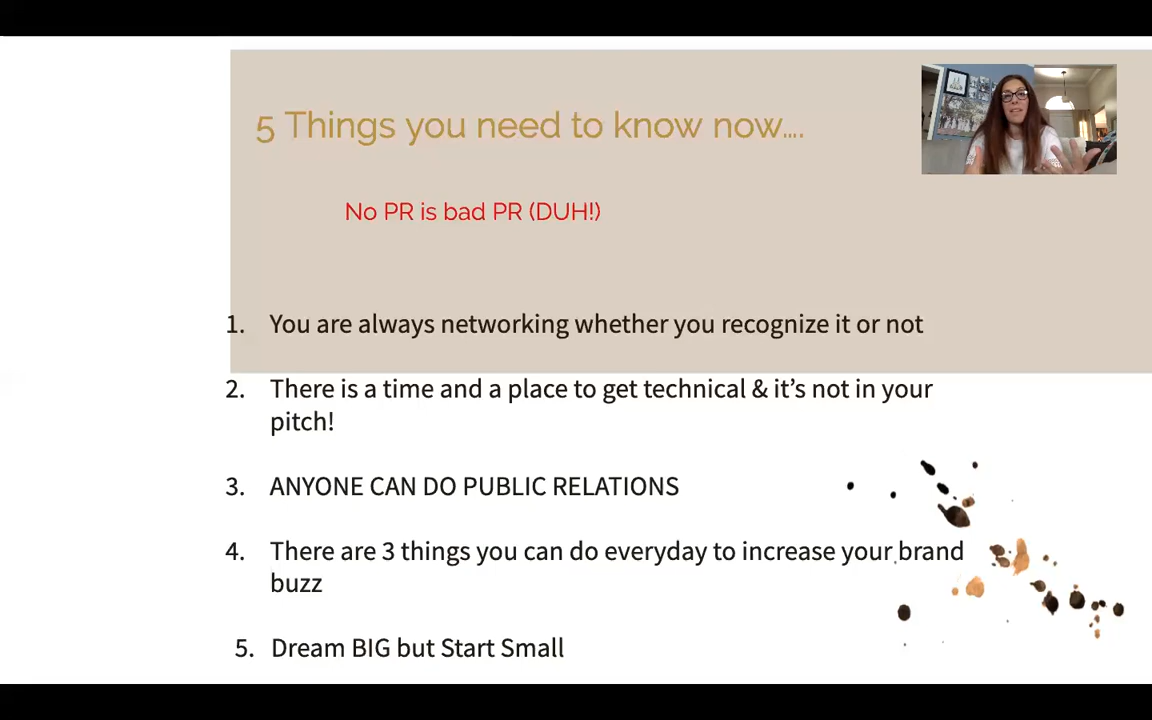 5 Things you need to know now....
No PR is bad PR (DUH!)
1. You are always networking whether you recognize it or not
2. There is a time and a place to get technical & it's not in your
pitch!
3. ANYONE CAN DO PUBLIC RELATIONS
4. There are 3 things you can do everyday to increase your brand
buzz
5. Dream BIG but Start Small